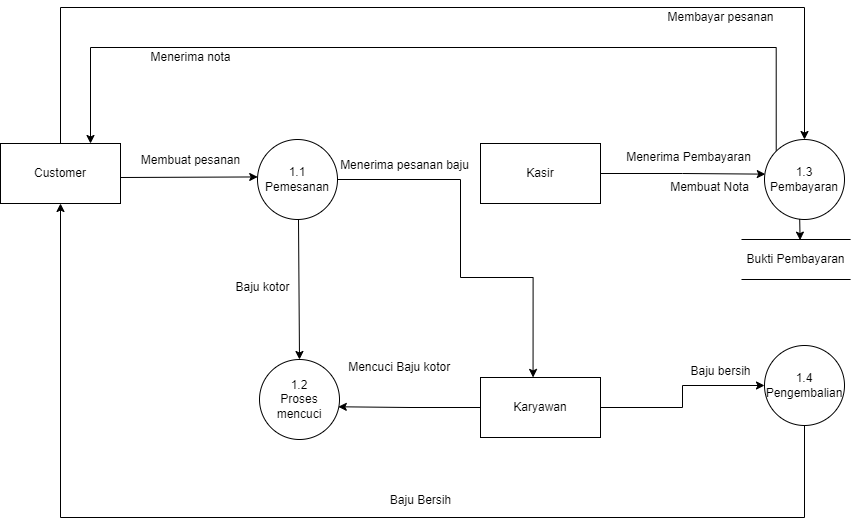 Membayar pesanan
Menerima nota
Customer
Membuat pesanan
1.1
Pemesanan
Menerima pesanan baju
Kasir
Menerima Pembayaran
Membuat Nota
1.3
Pembayaran
Bukti Pembayaran
Baju kotor
1.2
Proses
mencuci
Mencuci Baju kotor
Karyawan
Baju bersih
1.4
Pengembalian
Baju Bersih